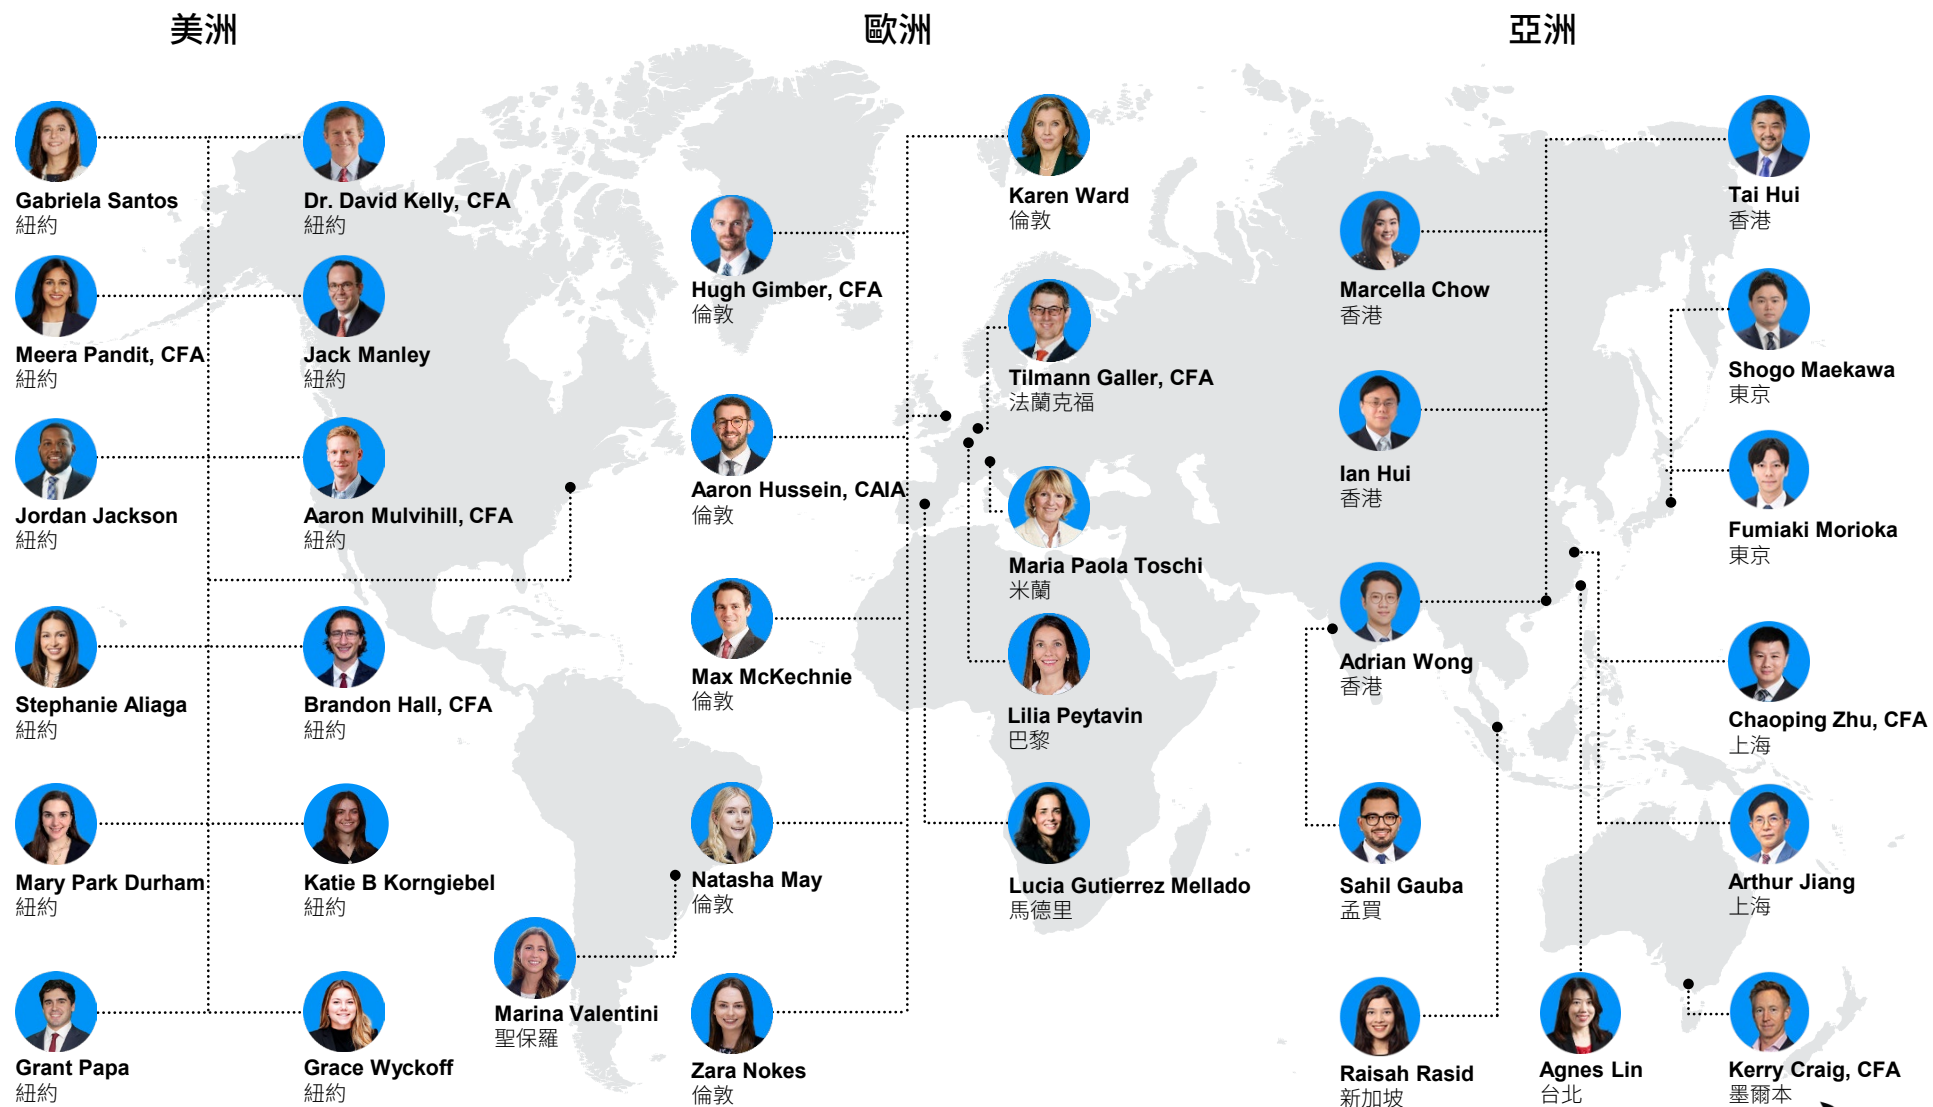 美洲
Gabriela Santos
紐約
Dr. David Kelly, CFA
紐約
Meera Pandit, CFA
紐約
Jack Manley
紐約
Jordan Jackson
紐約
Aaron Mulvihill, CFA
紐約
Stephanie Aliaga
紐約
Brandon Hall, CFA
紐約
Mary Park Durham
紐約
Katie B Korngiebel
紐約
Grant Papa
紐約
Grace Wyckoff
紐約
Marina Valentini
聖保羅
歐洲
Karen Ward
倫敦
Hugh Gimber, CFA
倫敦
Tilmann Galler, CFA
法蘭克福
Aaron Hussein, CAIA
倫敦
Maria Paola Toschi
米蘭
Max McKechnie
倫敦
Lilia Peytavin
巴黎
Natasha May
倫敦
Lucia Gutierrez Mellado
馬德里
Zara Nokes
倫敦
亞洲
Tai Hui
香港
Marcella Chow
香港
Shogo Maekawa
東京
Ian Hui
香港
Fumiaki Morioka
東京
Adrian Wong
香港
Chaoping Zhu, CFA
上海
Sahil Gauba
孟買
Arthur Jiang
上海
Raisah Rasid
新加坡
Agnes Lin
台北
Kerry Craig, CFA
墨爾本